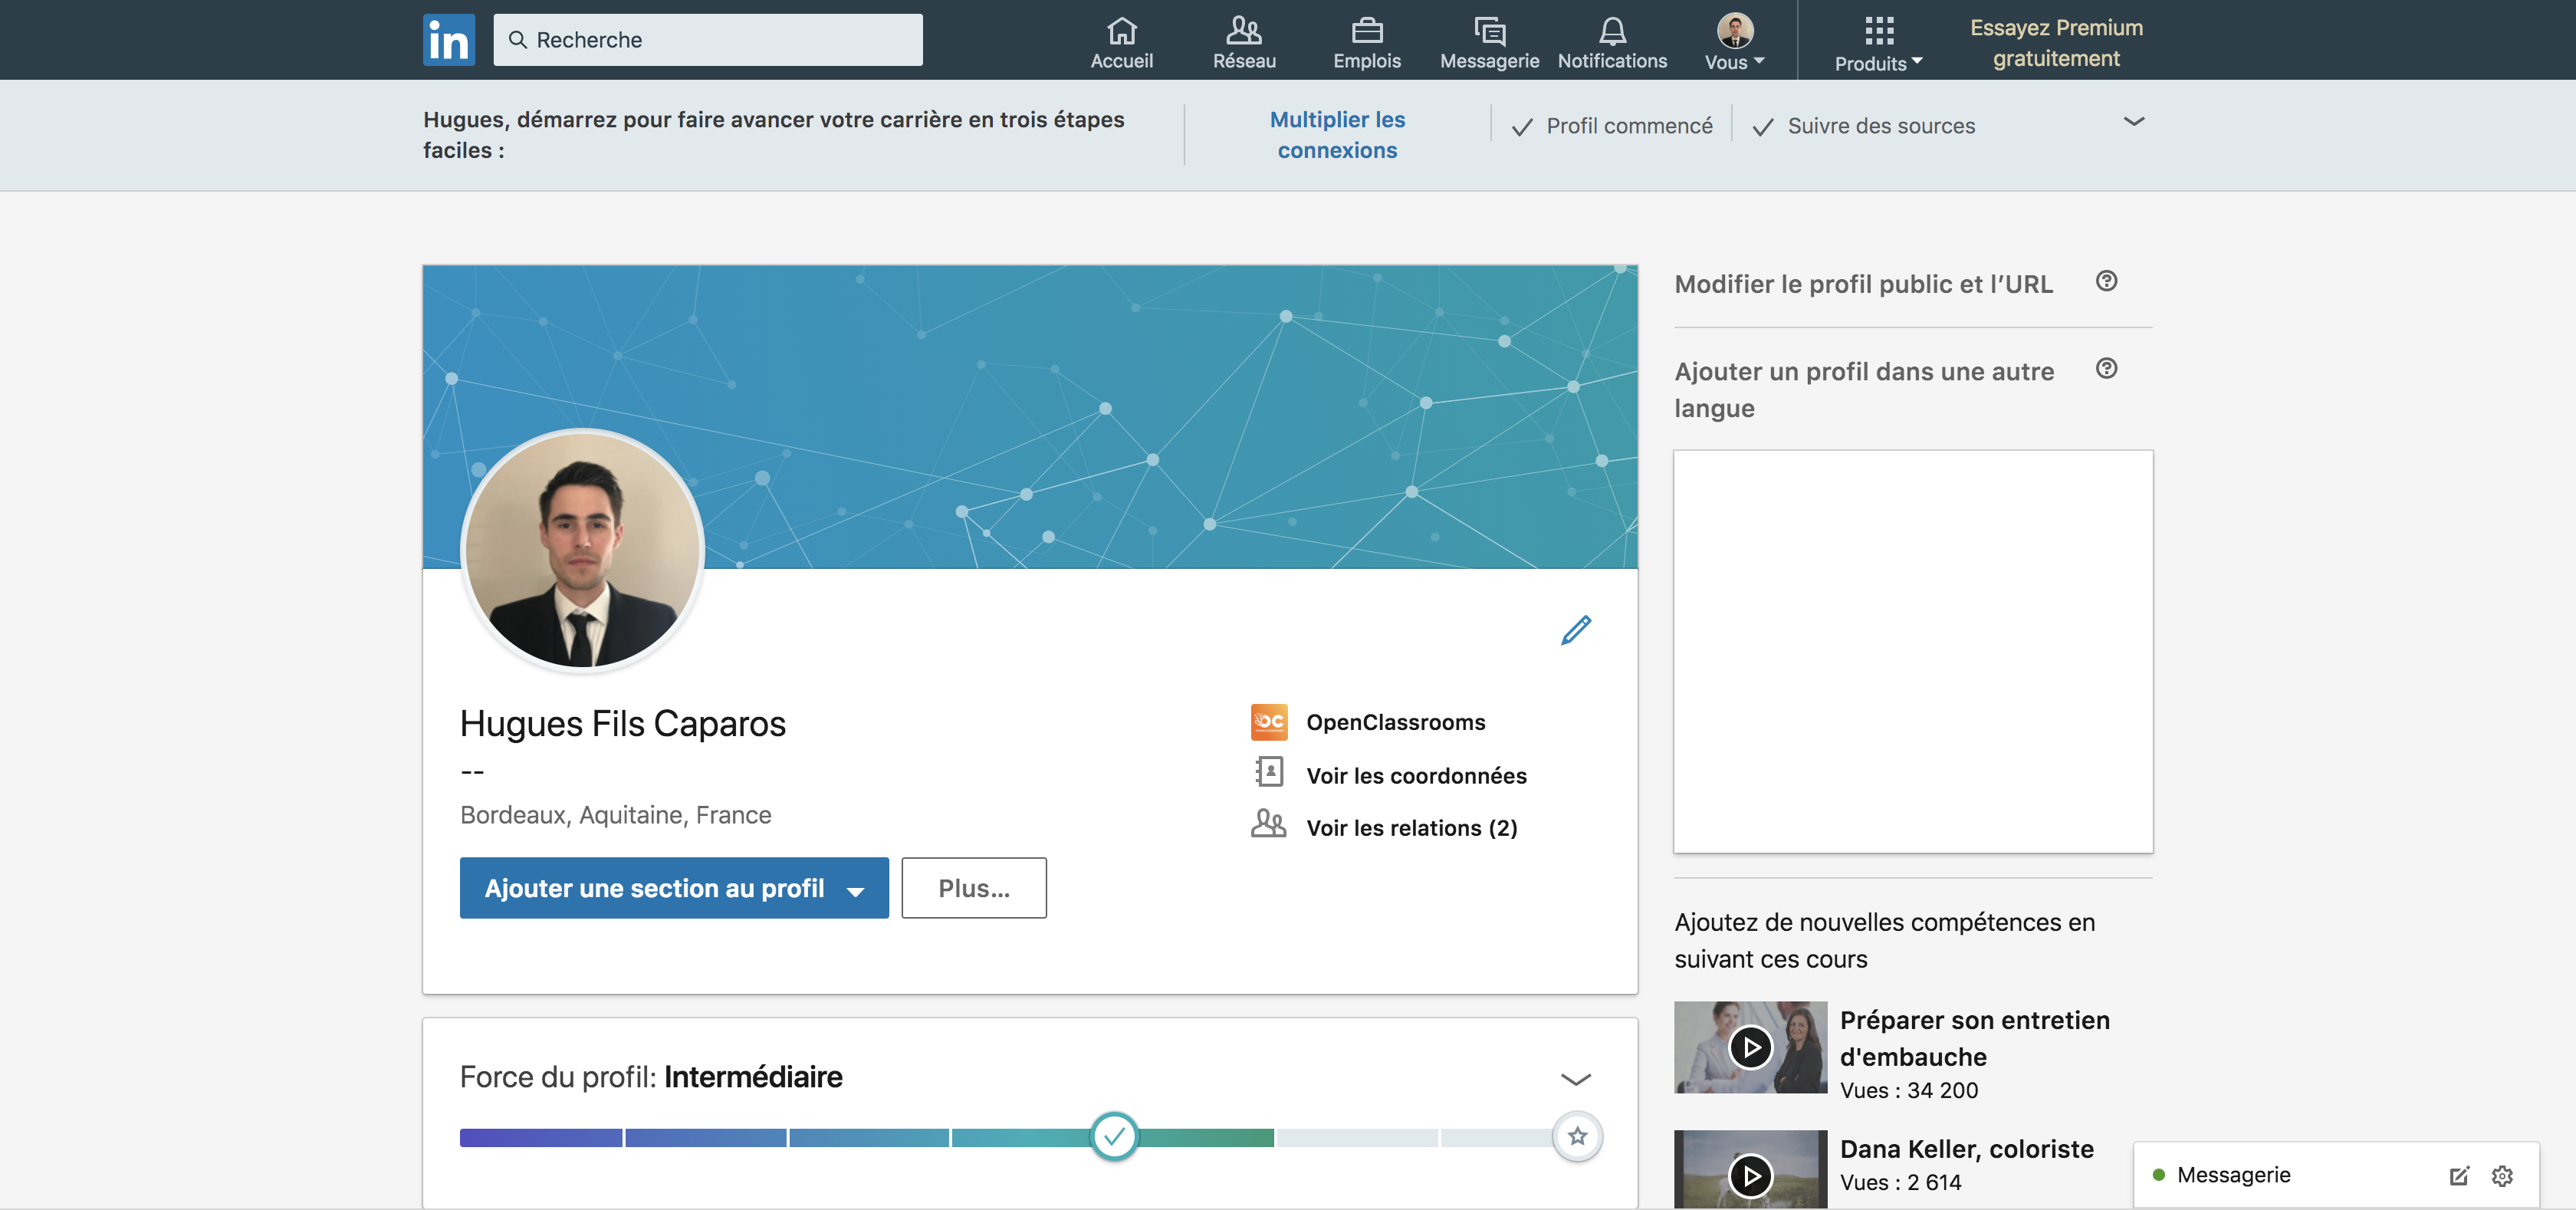 in
Recherche
Accueil
Réseau
Emplois
Messagerie
Notifications
Vous
Produits
Essayez Premium
gratuitement
Hugues, démarrez pour faire avancer votre carrière en trois étapes
faciles :
Multiplier les
connexions
Profil commencé
Suivre des sources
Modifier le profil public et l’URL
Ajouter un profil dans une autre
langue
Hugues Fils Caparos
--
Bordeaux, Aquitaine, France
Ajouter une section au profil
Plus...
OC
OpenClassrooms
Voir les coordonnées
Voir les relations (2)
Force du profil: Intermédiaire
Ajoutez de nouvelles compétences en
suivant ces cours
Préparer son entretien
d'embauche
Vues : 34 200
Dana Keller, coloriste
Vues : 2 614
Messagerie